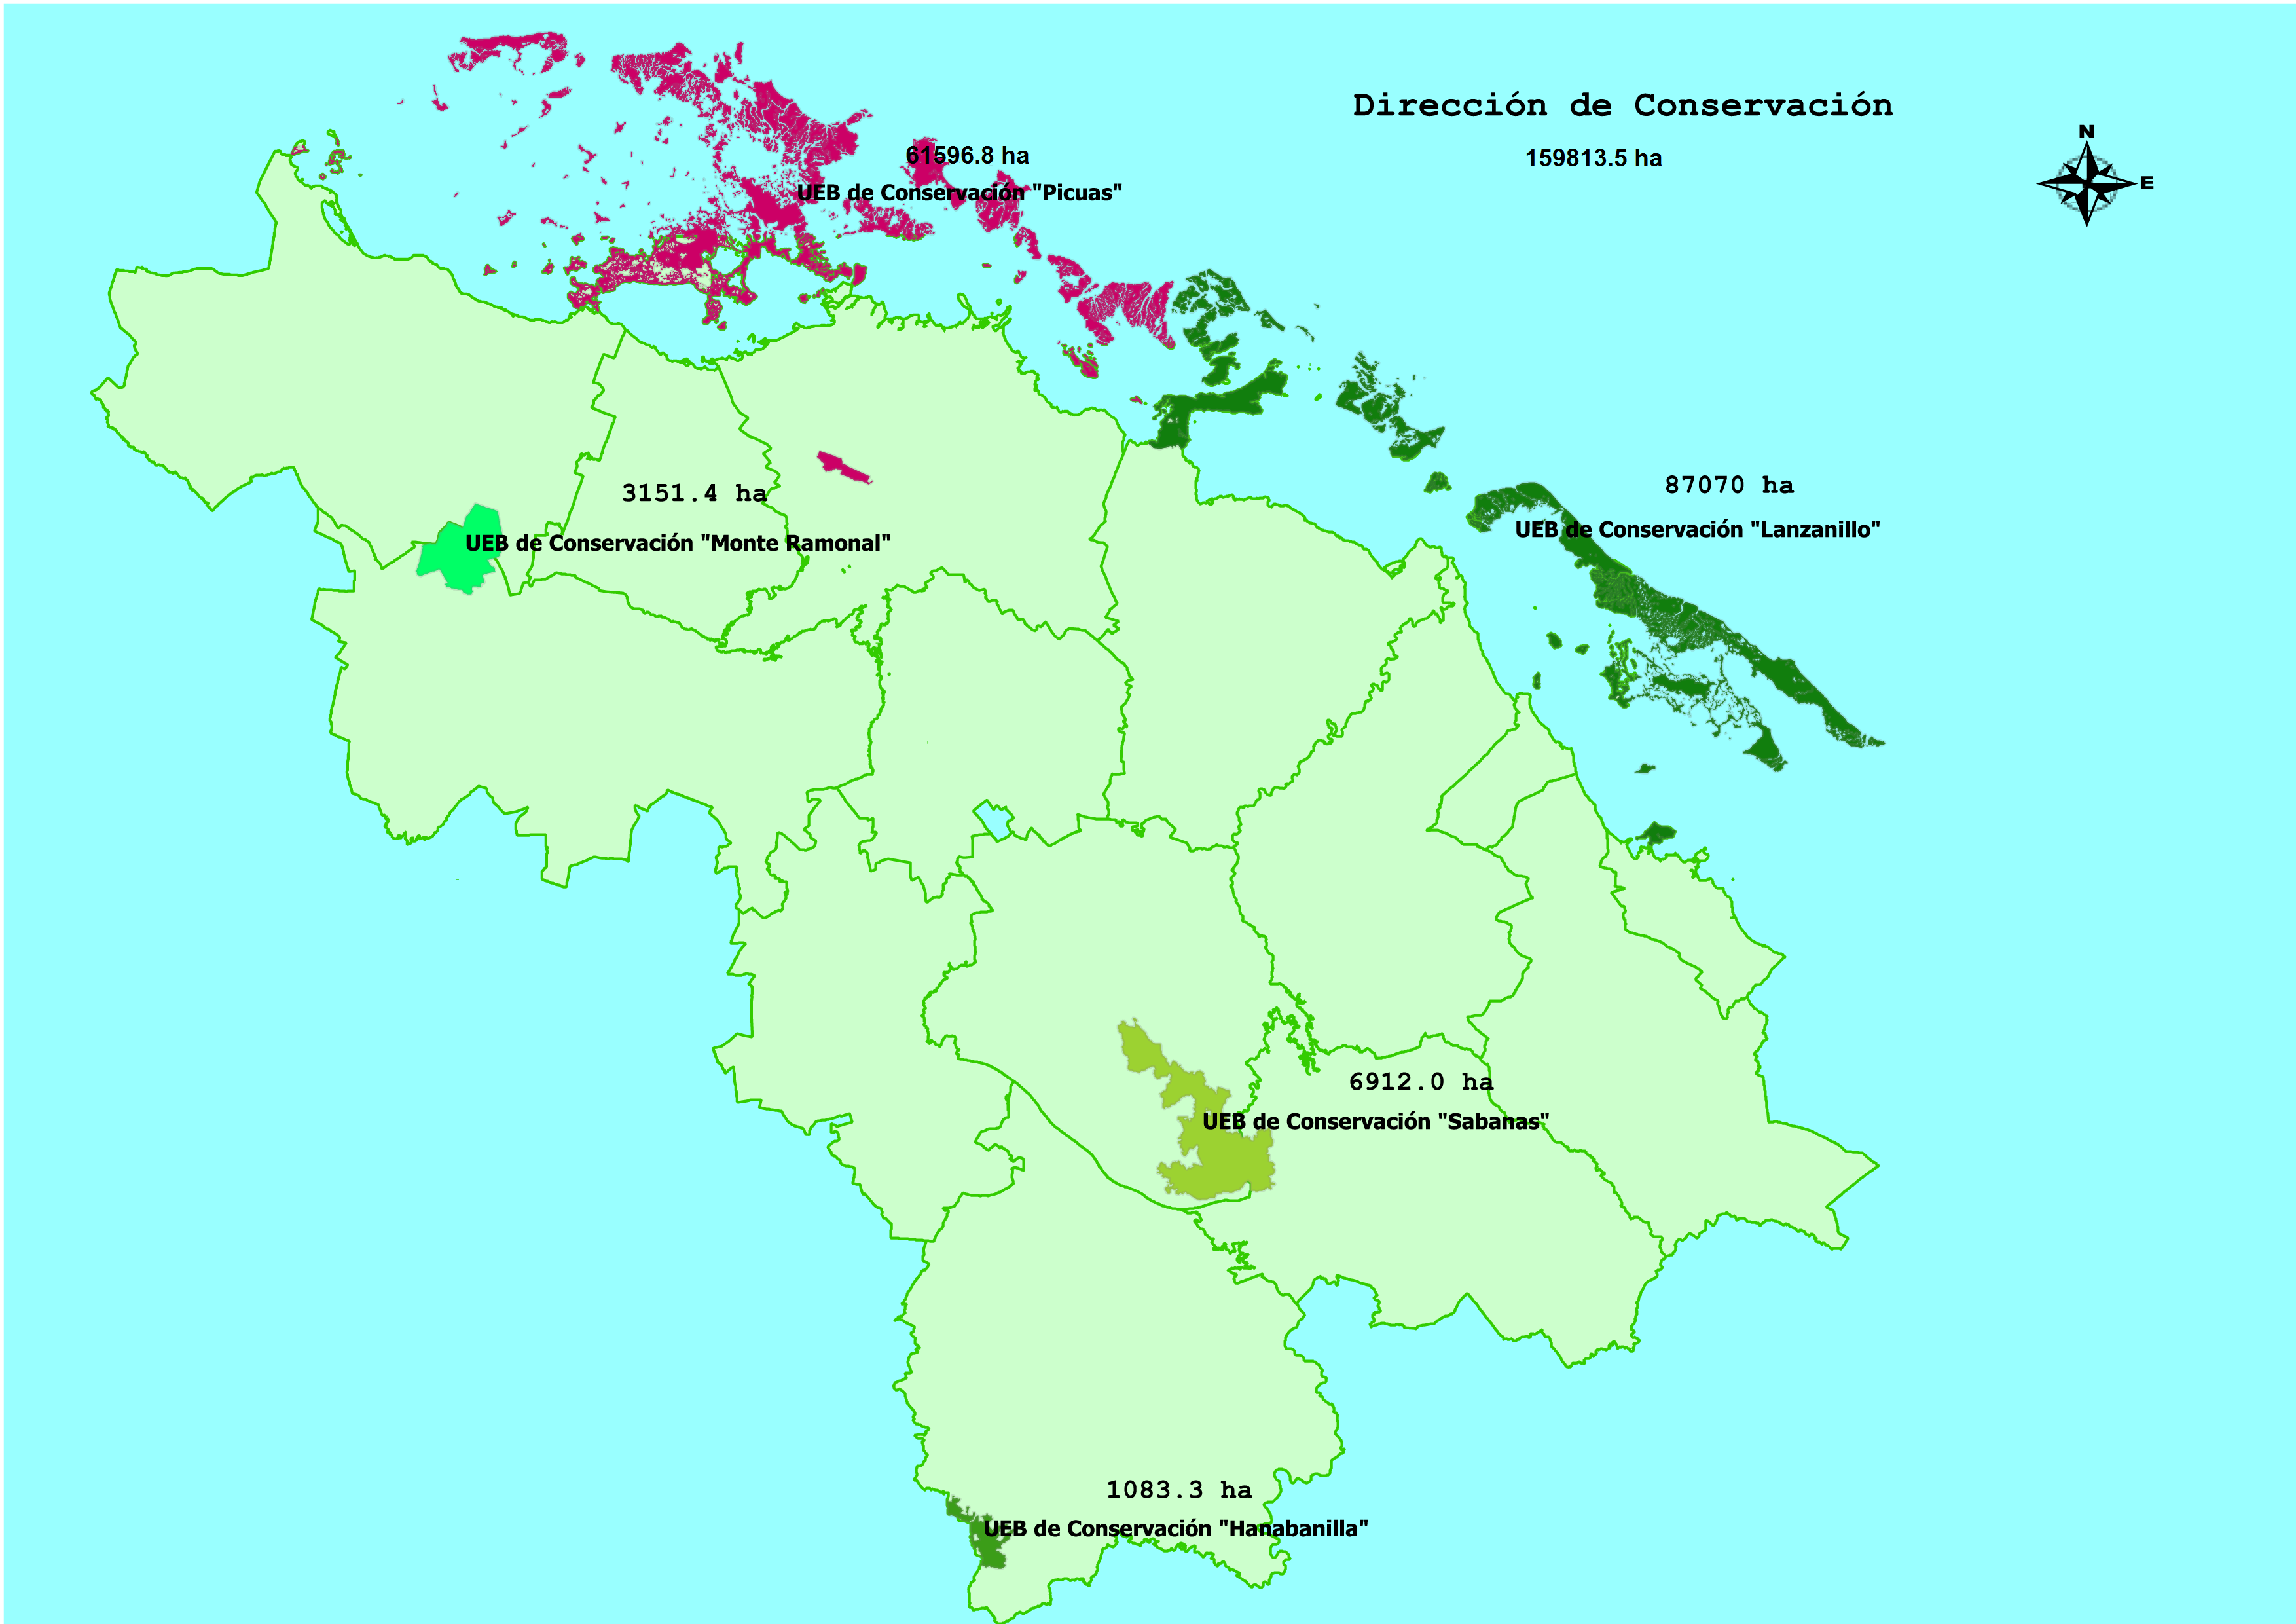 Dirección de Conservación
159813.5 ha
N
E
61596.8 ha
UEB de Conservación "Picuas"
3151.4 ha
UEB de Conservación "Monte Ramonal"
87070 ha
UEB de Conservación "Lanzanillo"
6912.0 ha
UEB de Conservación "Sabanas"
1083.3 ha
UEB de Conservación "Hanabanilla"